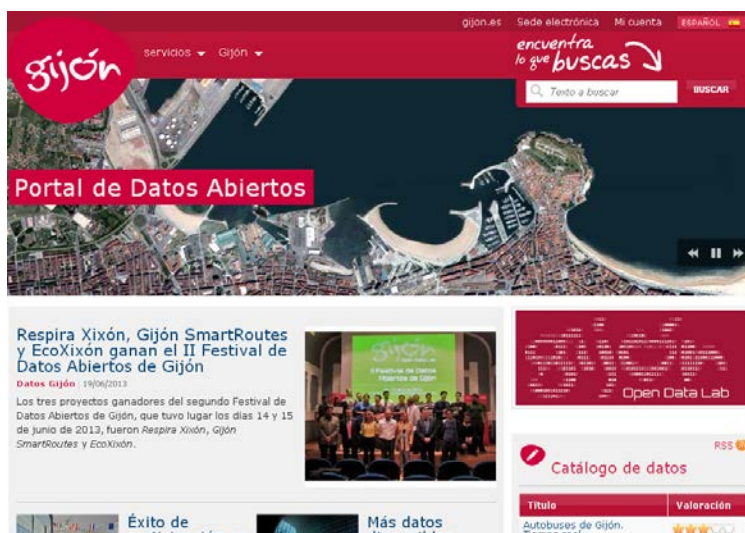 gijon.es Sede electrónica Mi cuenta ESPAÑOL
gijón
servicios Gijón
encuentra
lo que buscas
Texto a buscar BUSCAR
Portal de Datos Abiertos
Respira Xixón, Gijón SmartRoutes
y EcoXixón ganan el II Festival de
Datos Abiertos de Gijón
Datos Gijón 19/06/2013
Los tres proyectos ganadores del segundo Festival de
Datos Abiertos de Gijón, que tuvo lugar los días 14 y 15
de junio de 2013, fueron Respira Xixón, Gijón
SmartRoutes y EcoXixón.
gijón
II Festival de Datos
Abiertos de Gijón
Open Data Lab
RSS
Catálogo de datos
Título Valoración
Autobuses de Gijón.
Éxito de
Más datos